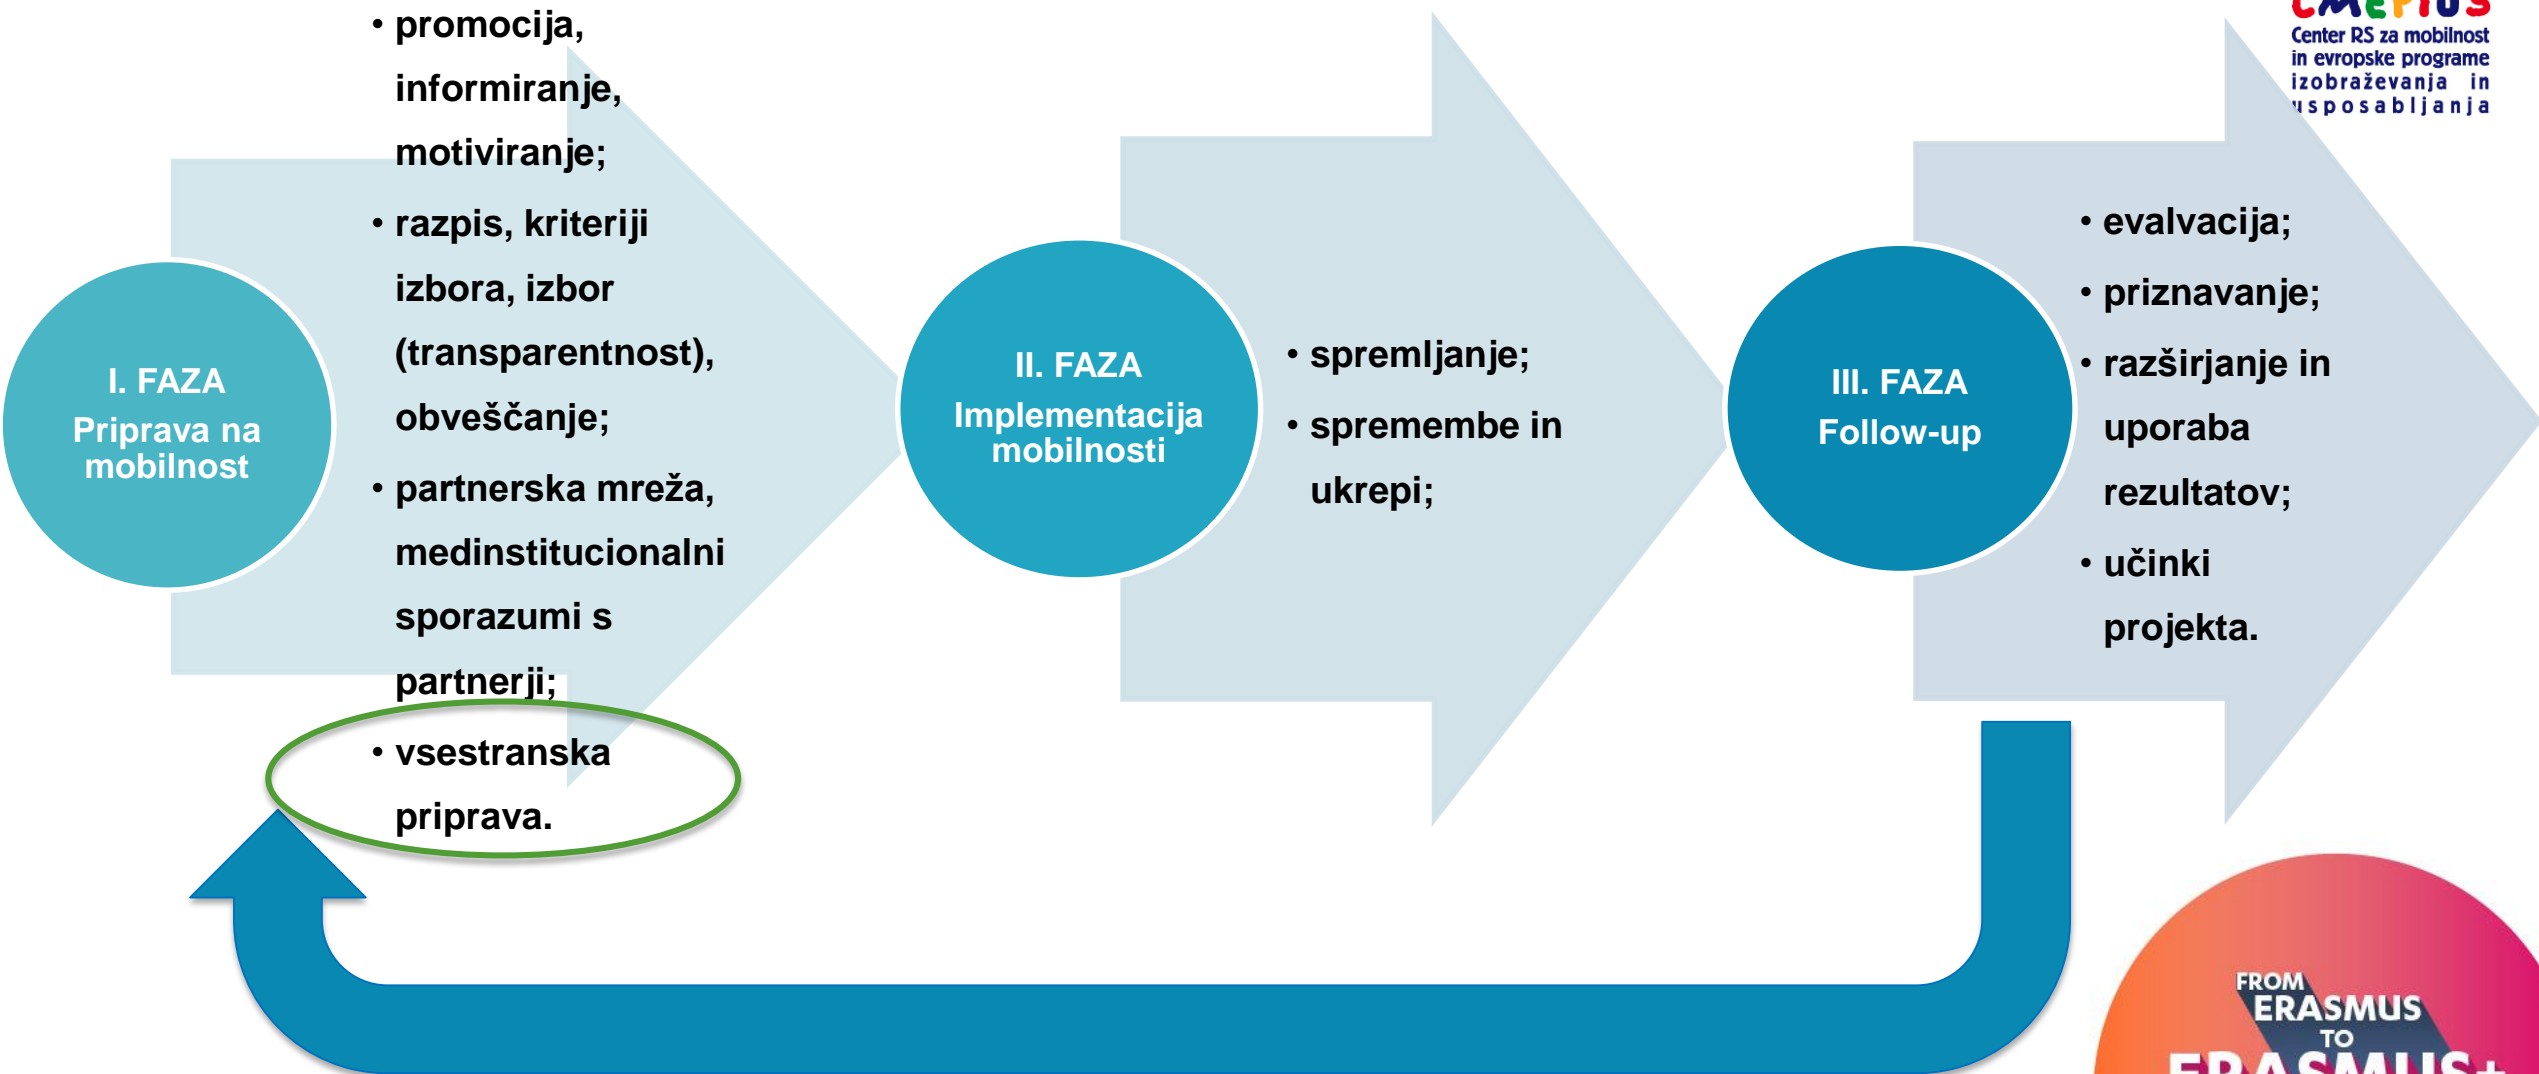 • promocija,
informiranje,
motiviranje;
• razpis, kriteriji
izbora, izbor
(transparentnost),
obveščanje;
• partnerska mreža,
medinstitucionalni
sporazumi s
partnerji;
• vsestranska
priprava.
I. FAZA
Priprava na
mobilnost
II. FAZA
Implementacija
mobilnosti
• spremljanje;
• spremembe in
ukrepi;
III. FAZA
Follow-up
• evalvacija;
• priznavanje;
• razširjanje in
uporaba
rezultatov;
• učinki
projekta.
CMEPIUS
Center RS za mobilnost
in evropske programe
izobraževanja in
usposabljanja
FROM
ERASMUS
TO
ERASMUS+